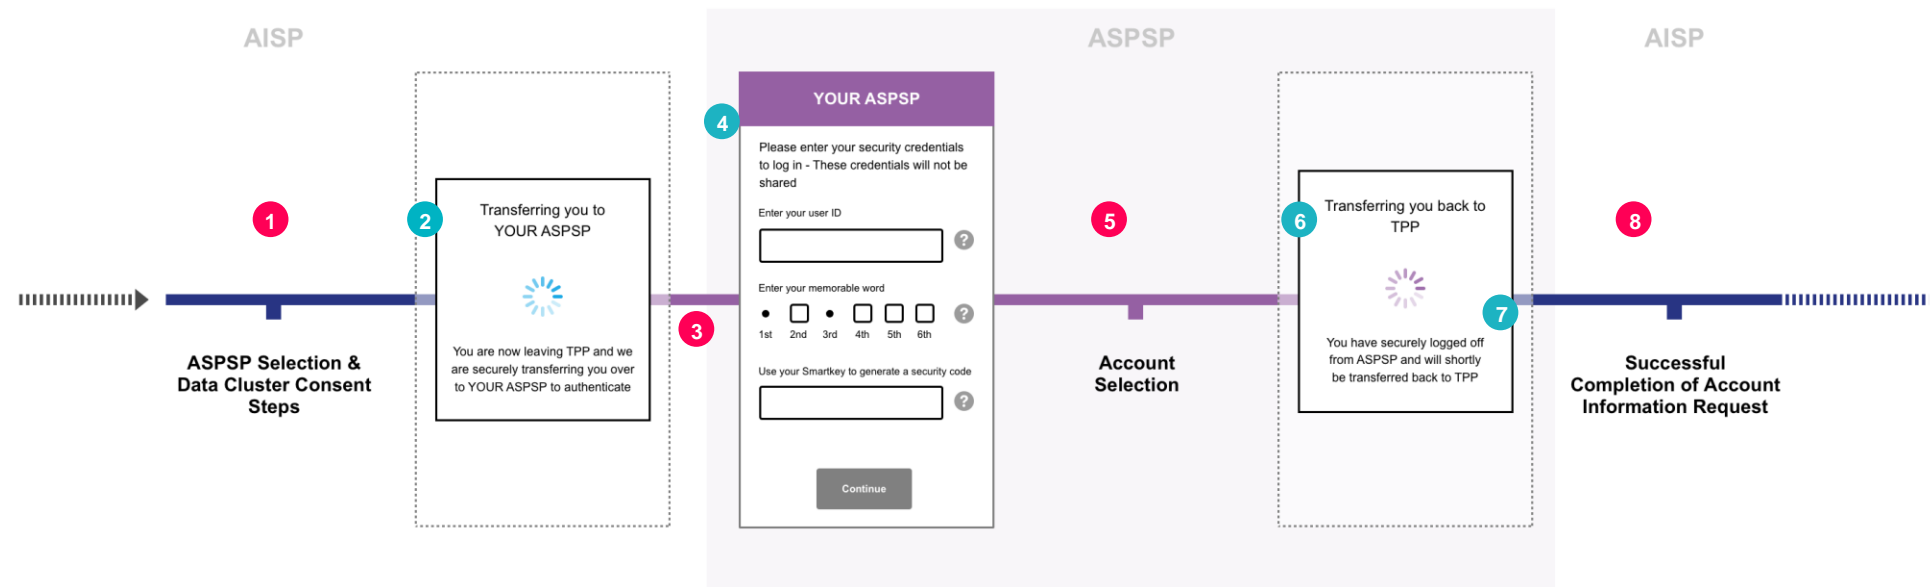 AISP
ASPSP
AISP
1
ASPSP Selection &
Data Cluster Consent
Steps
2
Transferring you to
YOUR ASPSP
You are now leaving TPP and we
are securely transferring you over
to YOUR ASPSP to authenticate
3
4
YOUR ASPSP
Please enter your security credentials
to log in - These credentials will not be
shared
Enter your user ID
?
Enter your memorable word
?
1st 2nd 3rd 4th 5th 6th
Use your Smartkey to generate a security code
?
Continue
5
Account
Selection
6
Transferring you back to
TPP
7
You have securely logged off
from ASPSP and will shortly
be transferred back to TPP
8
Successful
Completion of Account
Information Request